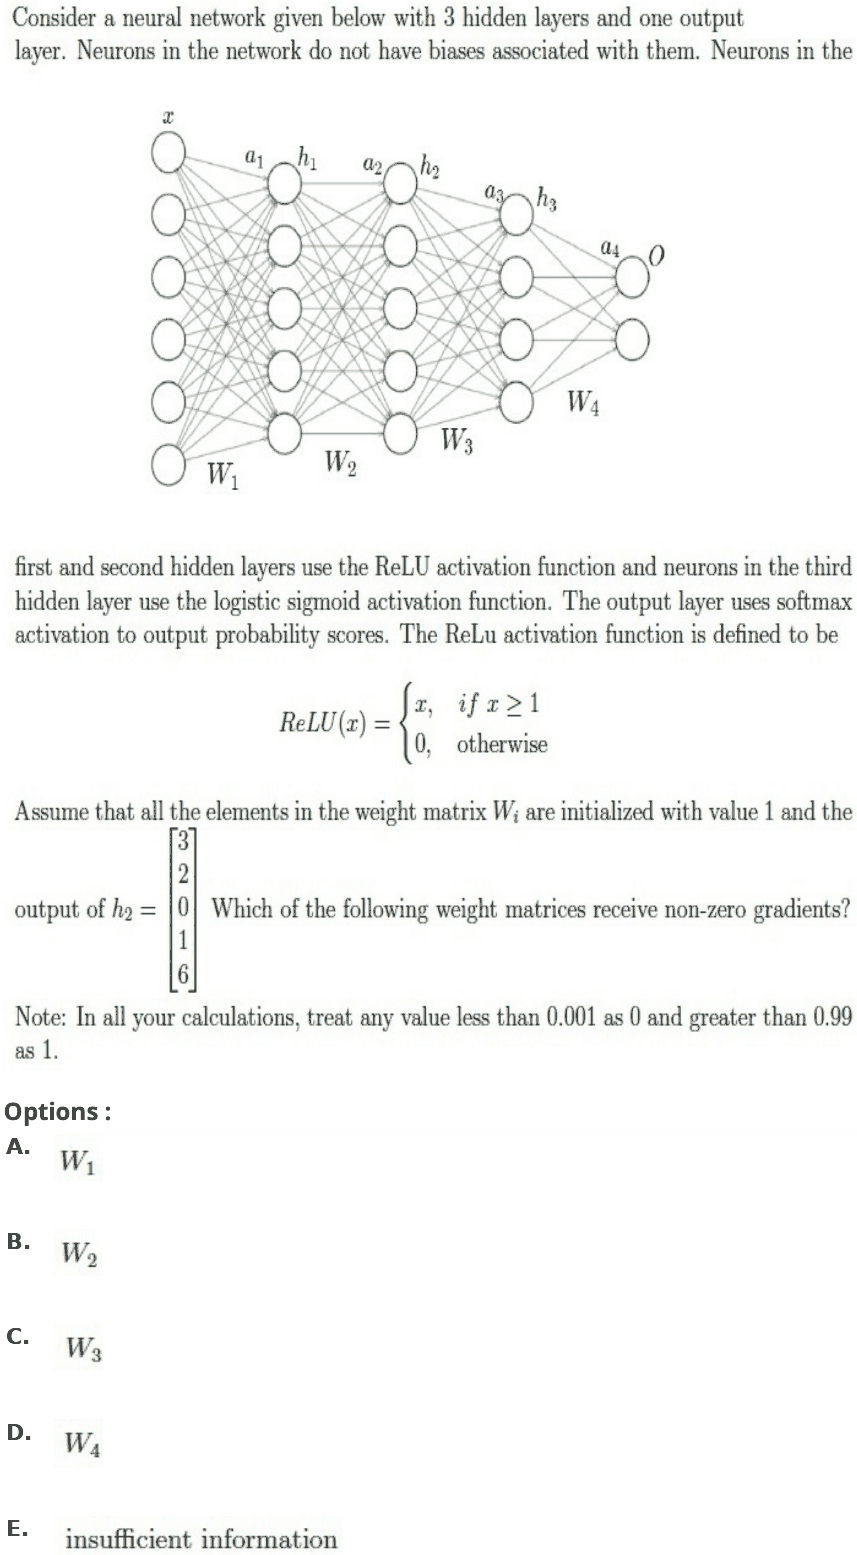 Consider a neural network given below with 3 hidden layers and one output
layer. Neurons in the network do not have biases associated with them. Neurons in the
x
a₁ h₁ a₂ h₂
a₃ h₃
a₄ O
W₄
W₃
W₂
W₁
first and second hidden layers use the ReLU activation function and neurons in the third
hidden layer use the logistic sigmoid activation function. The output layer uses softmax
activation to output probability scores. The ReLu activation function is defined to be
ReLU(x) = { x, if x ≥ 1
0, otherwise
Assume that all the elements in the weight matrix Wᵢ are initialized with value 1 and the
output of h₂ = [3 2 0 1 6] Which of the following weight matrices receive non-zero gradients?
Note: In all your calculations, treat any value less than 0.001 as 0 and greater than 0.99
as 1.
Options :
A. W₁
B. W₂
C. W₃
D. W₄
E. insufficient information